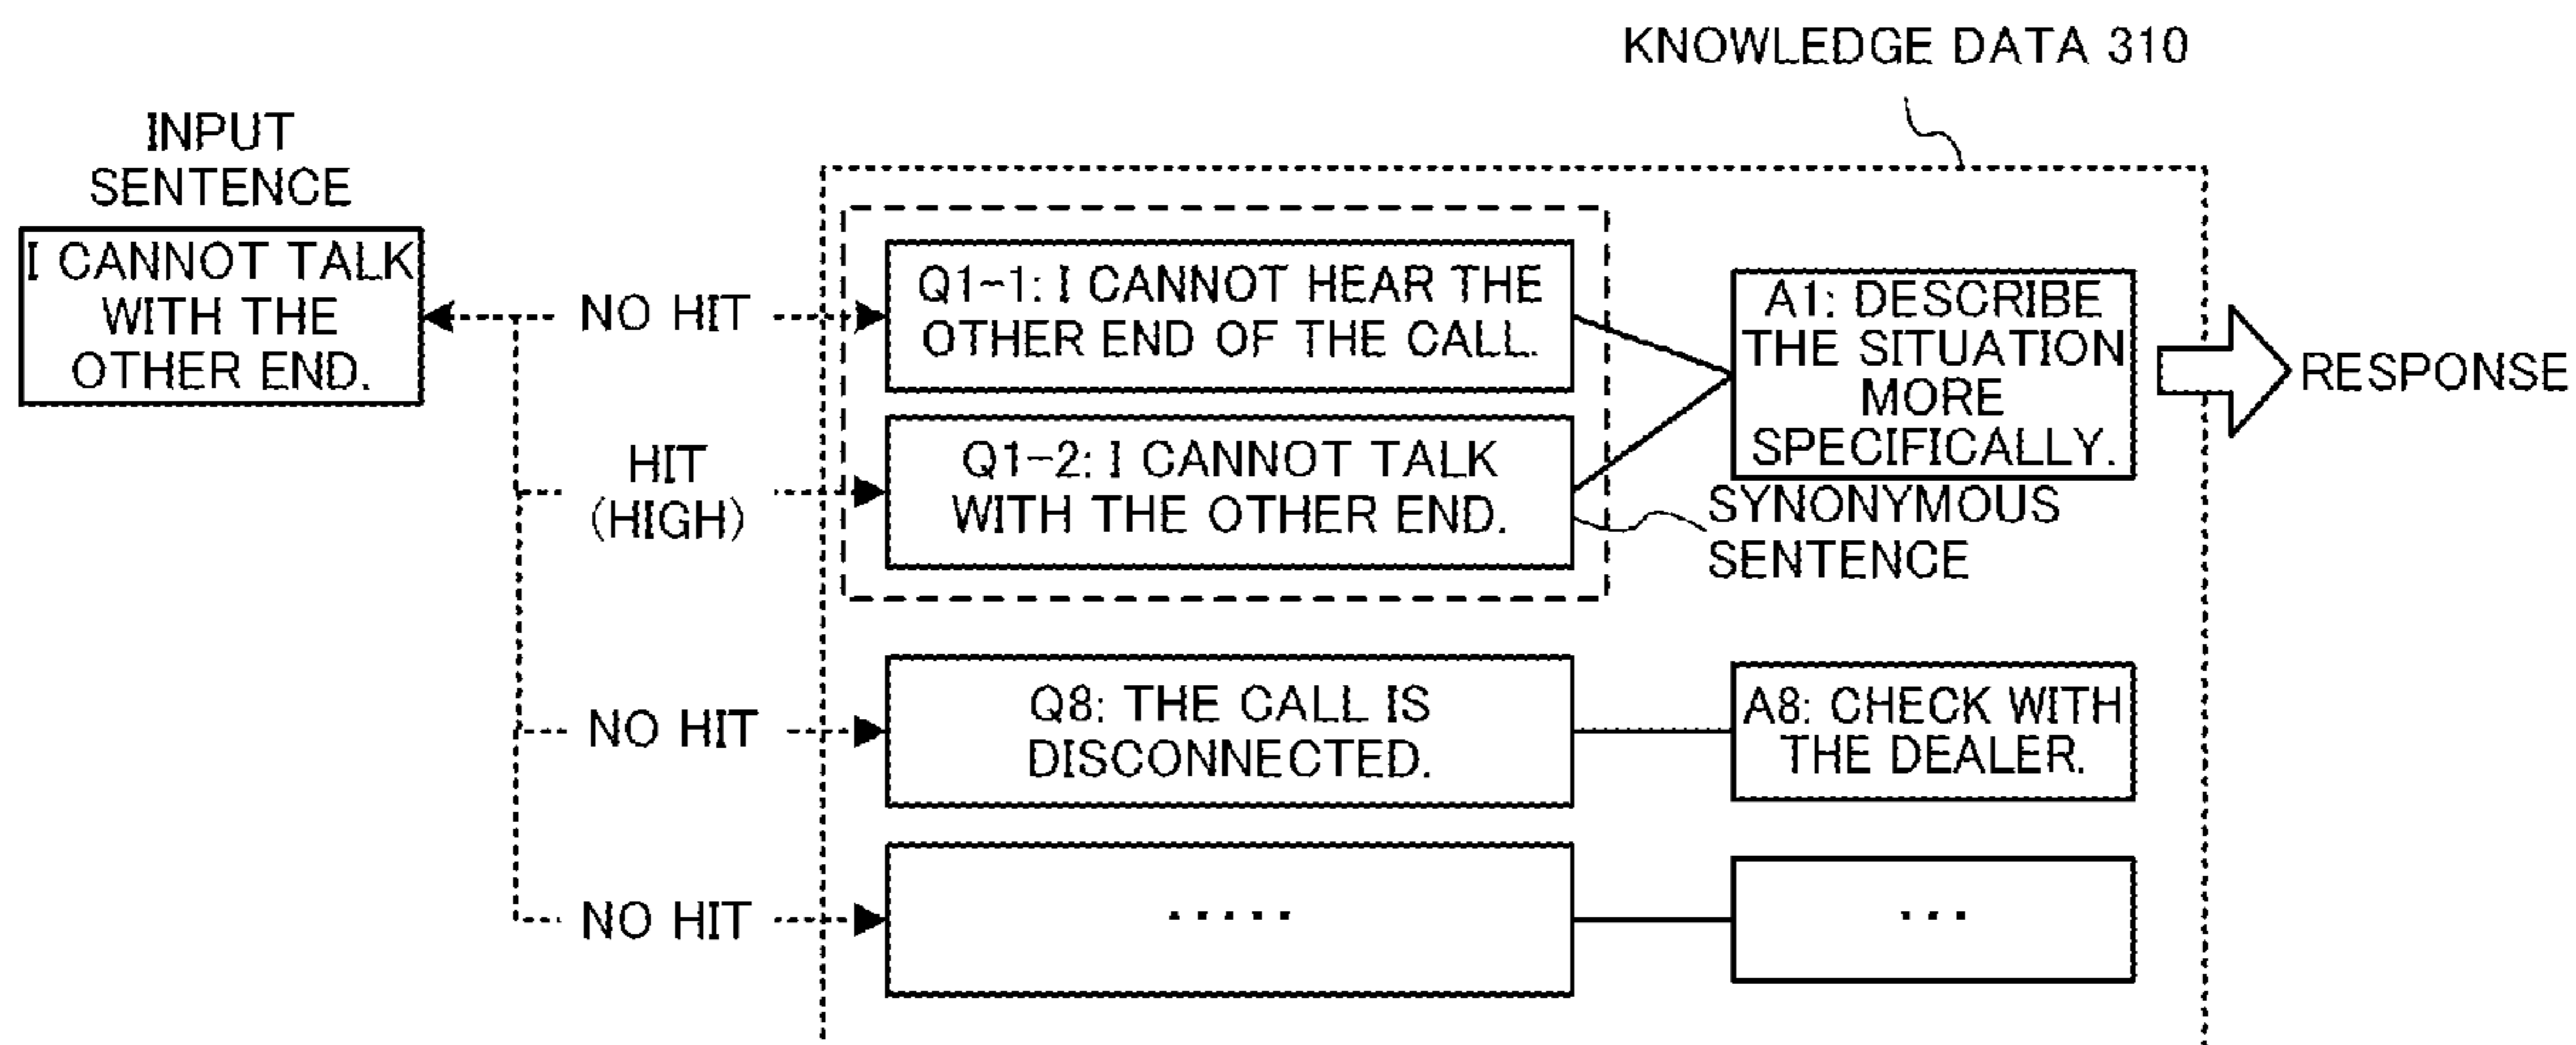 KNOWLEDGE DATA 310
INPUT
SENTENCE
I CANNOT TALK
WITH THE
OTHER END.
NO HIT
Q1-1: I CANNOT HEAR THE
OTHER END OF THE CALL.
A1: DESCRIBE
THE SITUATION
MORE
SPECIFICALLY.
RESPONSE
HIT
(HIGH)
Q1-2: I CANNOT TALK
WITH THE OTHER END.
SYNONYMOUS
SENTENCE
NO HIT
Q8: THE CALL IS
DISCONNECTED.
A8: CHECK WITH
THE DEALER.
NO HIT
.....
...